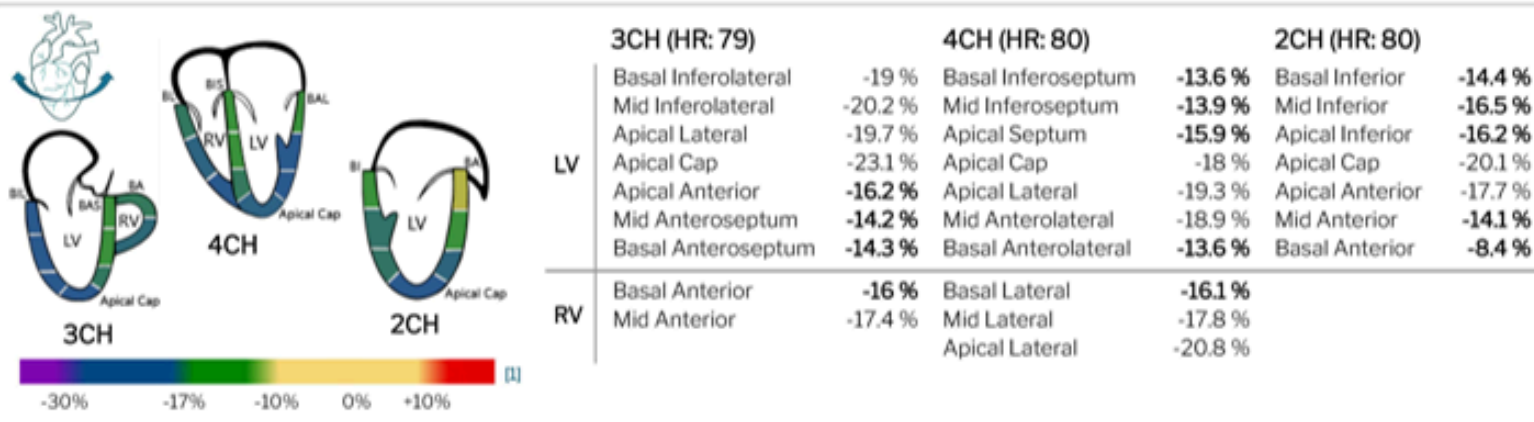 BIS
BAL
BL
RV
LV
BI
BA
LV
Apical Cap
4CH
BA
BIL
BAS
RV
LV
Apical Cap
3CH
Apical Cap
2CH
-30% -17% -10% 0% +10% [1]
3CH (HR: 79) 4CH (HR: 80) 2CH (HR: 80)
LV
Basal Inferolateral -19 % Basal Inferoseptum -13.6 % Basal Inferior -14.4 %
Mid Inferolateral -20.2 % Mid Inferoseptum -13.9 % Mid Inferior -16.5 %
Apical Lateral -19.7 % Apical Septum -15.9 % Apical Inferior -16.2 %
Apical Cap -23.1 % Apical Cap -18 % Apical Cap -20.1 %
Apical Anterior -16.2 % Apical Lateral -19.3 % Apical Anterior -17.7 %
Mid Anteroseptum -14.2 % Mid Anterolateral -18.9 % Mid Anterior -14.1 %
Basal Anteroseptum -14.3 % Basal Anterolateral -13.6 % Basal Anterior -8.4 %
RV
Basal Anterior -16 % Basal Lateral -16.1 %
Mid Anterior -17.4 % Mid Lateral -17.8 %
Apical Lateral -20.8 %